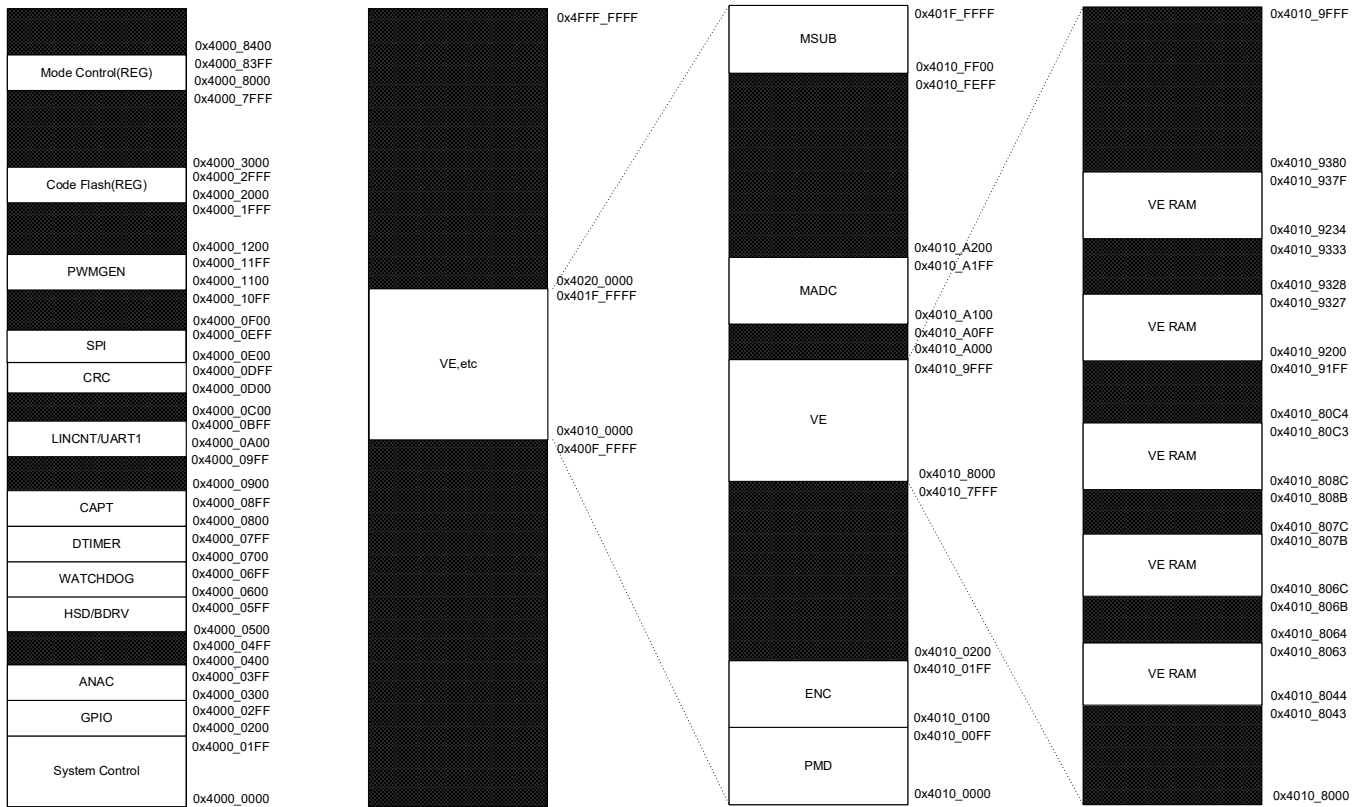 0x4000_8400
Mode Control(REG)
0x4000_83FF
0x4000_8000
0x4000_7FFF
0x4000_3000
Code Flash(REG)
0x4000_2FFF
0x4000_2000
0x4000_1FFF
0x4000_1200
PWMGEN
0x4000_11FF
0x4000_1100
0x4000_10FF
0x4000_0F00
SPI
0x4000_0EFF
0x4000_0E00
CRC
0x4000_0DFF
0x4000_0D00
0x4000_0C00
LINCNT/UART1
0x4000_0BFF
0x4000_0A00
0x4000_09FF
0x4000_0900
CAPT
0x4000_08FF
0x4000_0800
DTIMER
0x4000_07FF
0x4000_0700
WATCHDOG
0x4000_06FF
0x4000_0600
HSD/BDRV
0x4000_05FF
0x4000_0500
0x4000_04FF
0x4000_0400
ANAC
0x4000_03FF
0x4000_0300
GPIO
0x4000_02FF
0x4000_0200
System Control
0x4000_01FF
0x4000_0000
0x4FFF_FFFF
0x4020_0000
0x401F_FFFF
VE,etc
0x4010_0000
0x400F_FFFF
0x401F_FFFF
MSUB
0x4010_FF00
0x4010_FEFF
0x4010_A200
0x4010_A1FF
MADC
0x4010_A100
0x4010_A0FF
0x4010_A000
0x4010_9FFF
VE
0x4010_8000
0x4010_7FFF
0x4010_0200
0x4010_01FF
ENC
0x4010_0100
0x4010_00FF
PMD
0x4010_0000
0x4010_9FFF
0x4010_9380
0x4010_937F
VE RAM
0x4010_9234
0x4010_9333
0x4010_9328
0x4010_9327
VE RAM
0x4010_9200
0x4010_91FF
0x4010_80C4
0x4010_80C3
VE RAM
0x4010_808C
0x4010_808B
0x4010_807C
0x4010_807B
VE RAM
0x4010_806C
0x4010_806B
0x4010_8064
0x4010_8063
VE RAM
0x4010_8044
0x4010_8043
0x4010_8000